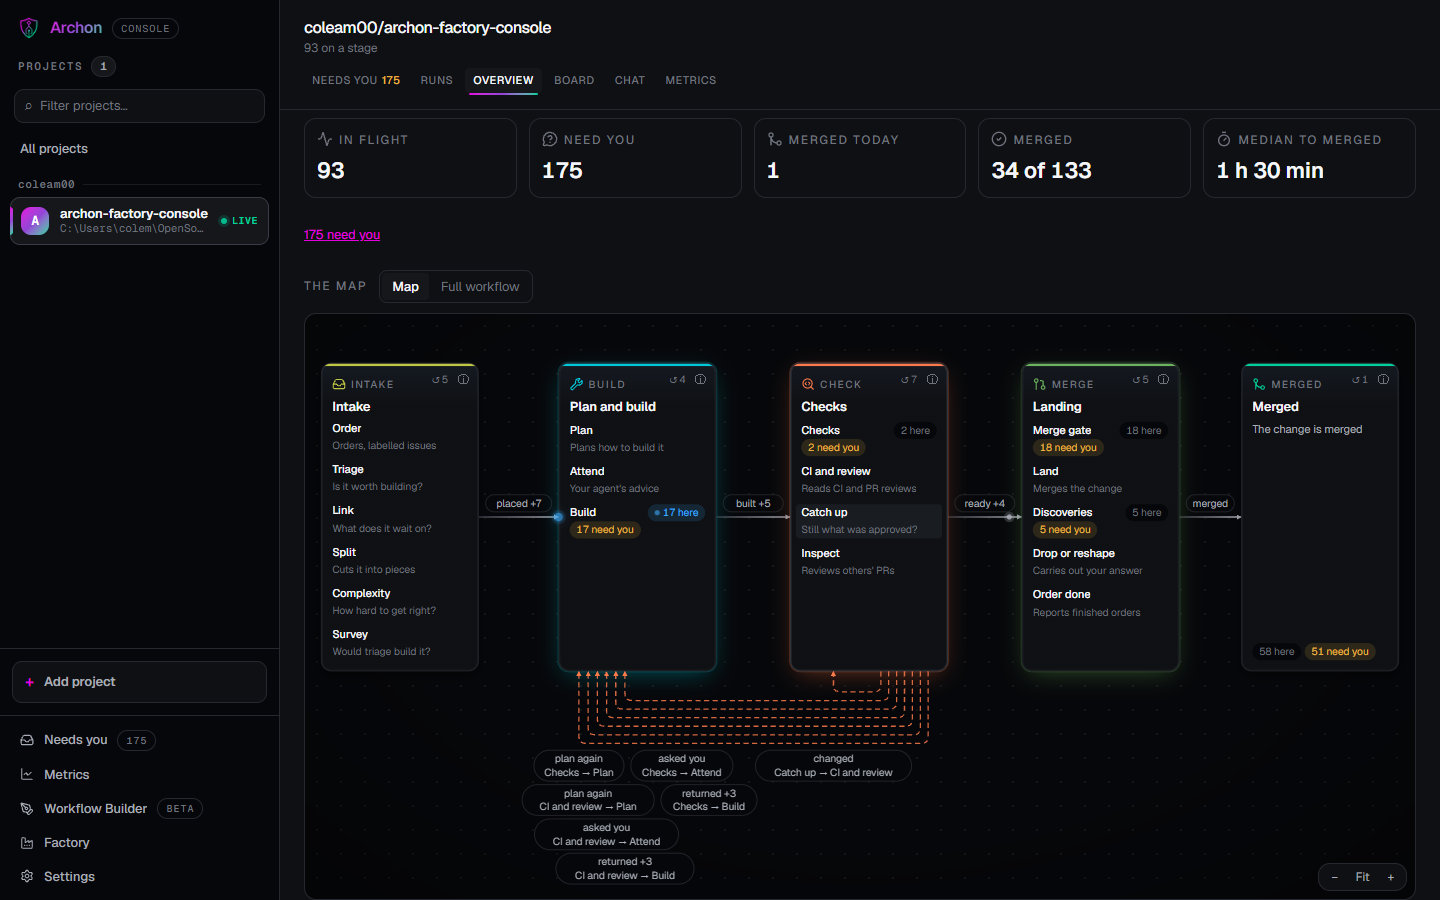 Archon CONSOLE
PROJECTS 1
Filter projects...
All projects
coleam00
A
archon-factory-console
C:\Users\colem\OpenSo…
LIVE
Add project
Needs you 175
Metrics
Workflow Builder BETA
Factory
Settings
coleam00/archon-factory-console
93 on a stage
NEEDS YOU 175 RUNS OVERVIEW BOARD CHAT METRICS
IN FLIGHT
93
NEED YOU
175
MERGED TODAY
1
MERGED
34 of 133
MEDIAN TO MERGED
1 h 30 min
175 need you
THE MAP Map Full workflow
INTAKE ↺5
Intake
Order
Orders, labelled issues
Triage
Is it worth building?
Link
What does it wait on?
Split
Cuts it into pieces
Complexity
How hard to get right?
Survey
Would triage build it?
placed +7
BUILD ↺4
Plan and build
Plan
Plans how to build it
Attend
Your agent's advice
Build 17 here
17 need you
built +5
CHECK ↺7
Checks
Checks 2 here
2 need you
CI and review
Reads CI and PR reviews
Catch up
Still what was approved?
Inspect
Reviews others' PRs
ready +4
MERGE ↺5
Landing
Merge gate 18 here
18 need you
Land
Merges the change
Discoveries 5 here
5 need you
Drop or reshape
Carries out your answer
Order done
Reports finished orders
merged
MERGED ↺1
Merged
The change is merged
58 here 51 need you
plan again
Checks → Plan
asked you
Checks → Attend
changed
Catch up → CI and review
plan again
CI and review → Plan
returned +3
Checks → Build
asked you
CI and review → Attend
returned +3
CI and review → Build
− Fit +